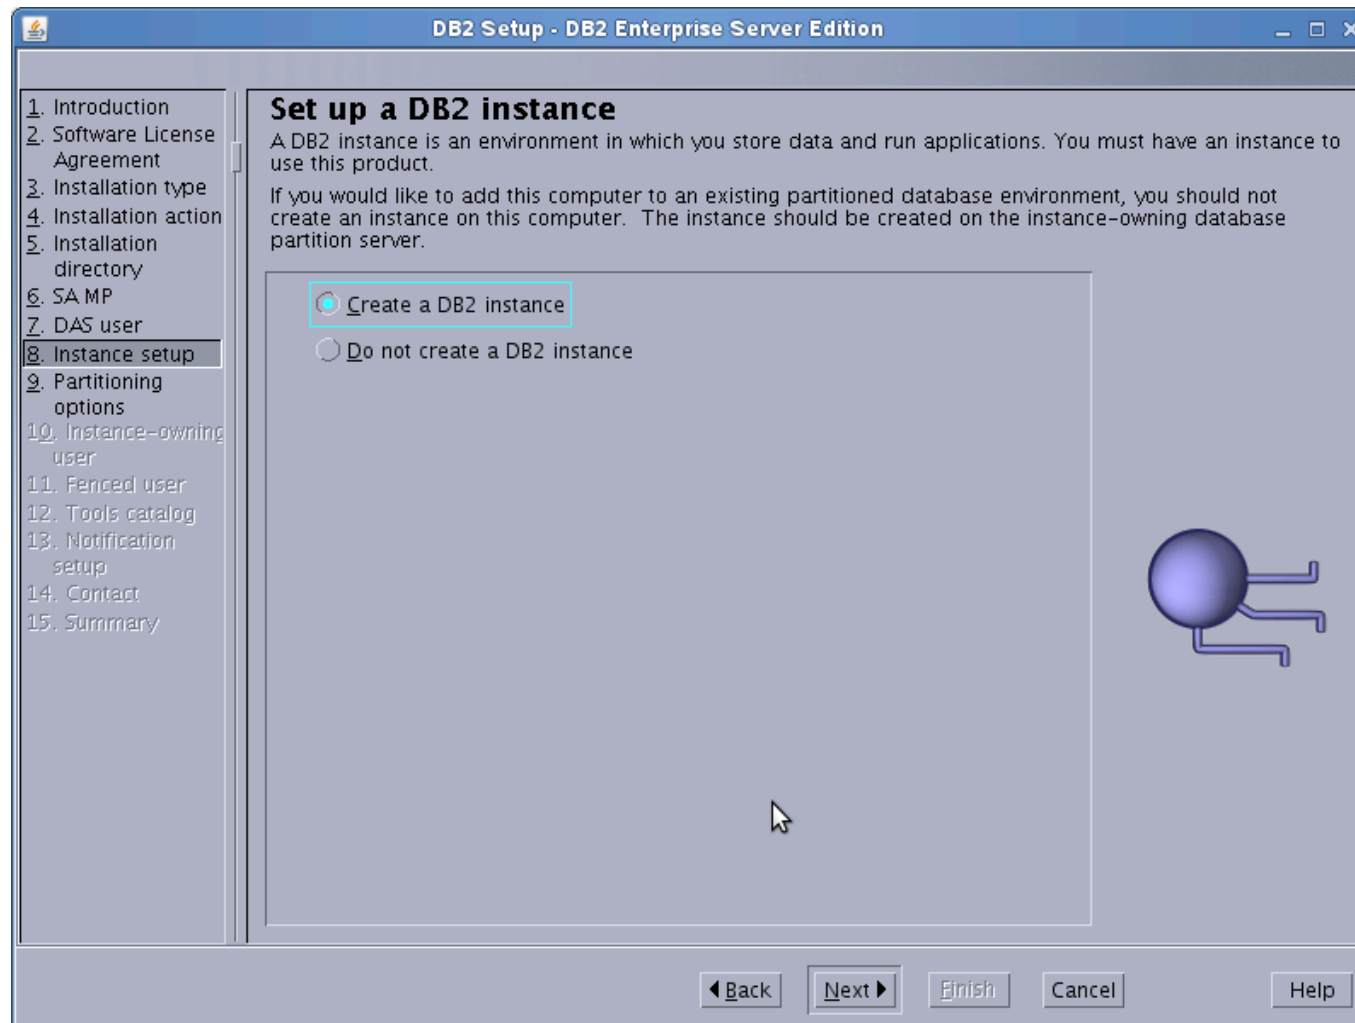 DB2 Setup - DB2 Enterprise Server Edition
1. Introduction
2. Software License
Agreement
3. Installation type
4. Installation action
5. Installation
directory
6. SA MP
7. DAS user
8. Instance setup
9. Partitioning
options
10. Instance-owning
user
11. Fenced user
12. Tools catalog
13. Notification
setup
14. Contact
15. Summary
Set up a DB2 instance
A DB2 instance is an environment in which you store data and run applications. You must have an instance to
use this product.
If you would like to add this computer to an existing partitioned database environment, you should not
create an instance on this computer.  The instance should be created on the instance-owning database
partition server.
Create a DB2 instance
Do not create a DB2 instance
Back
Next
Finish
Cancel
Help